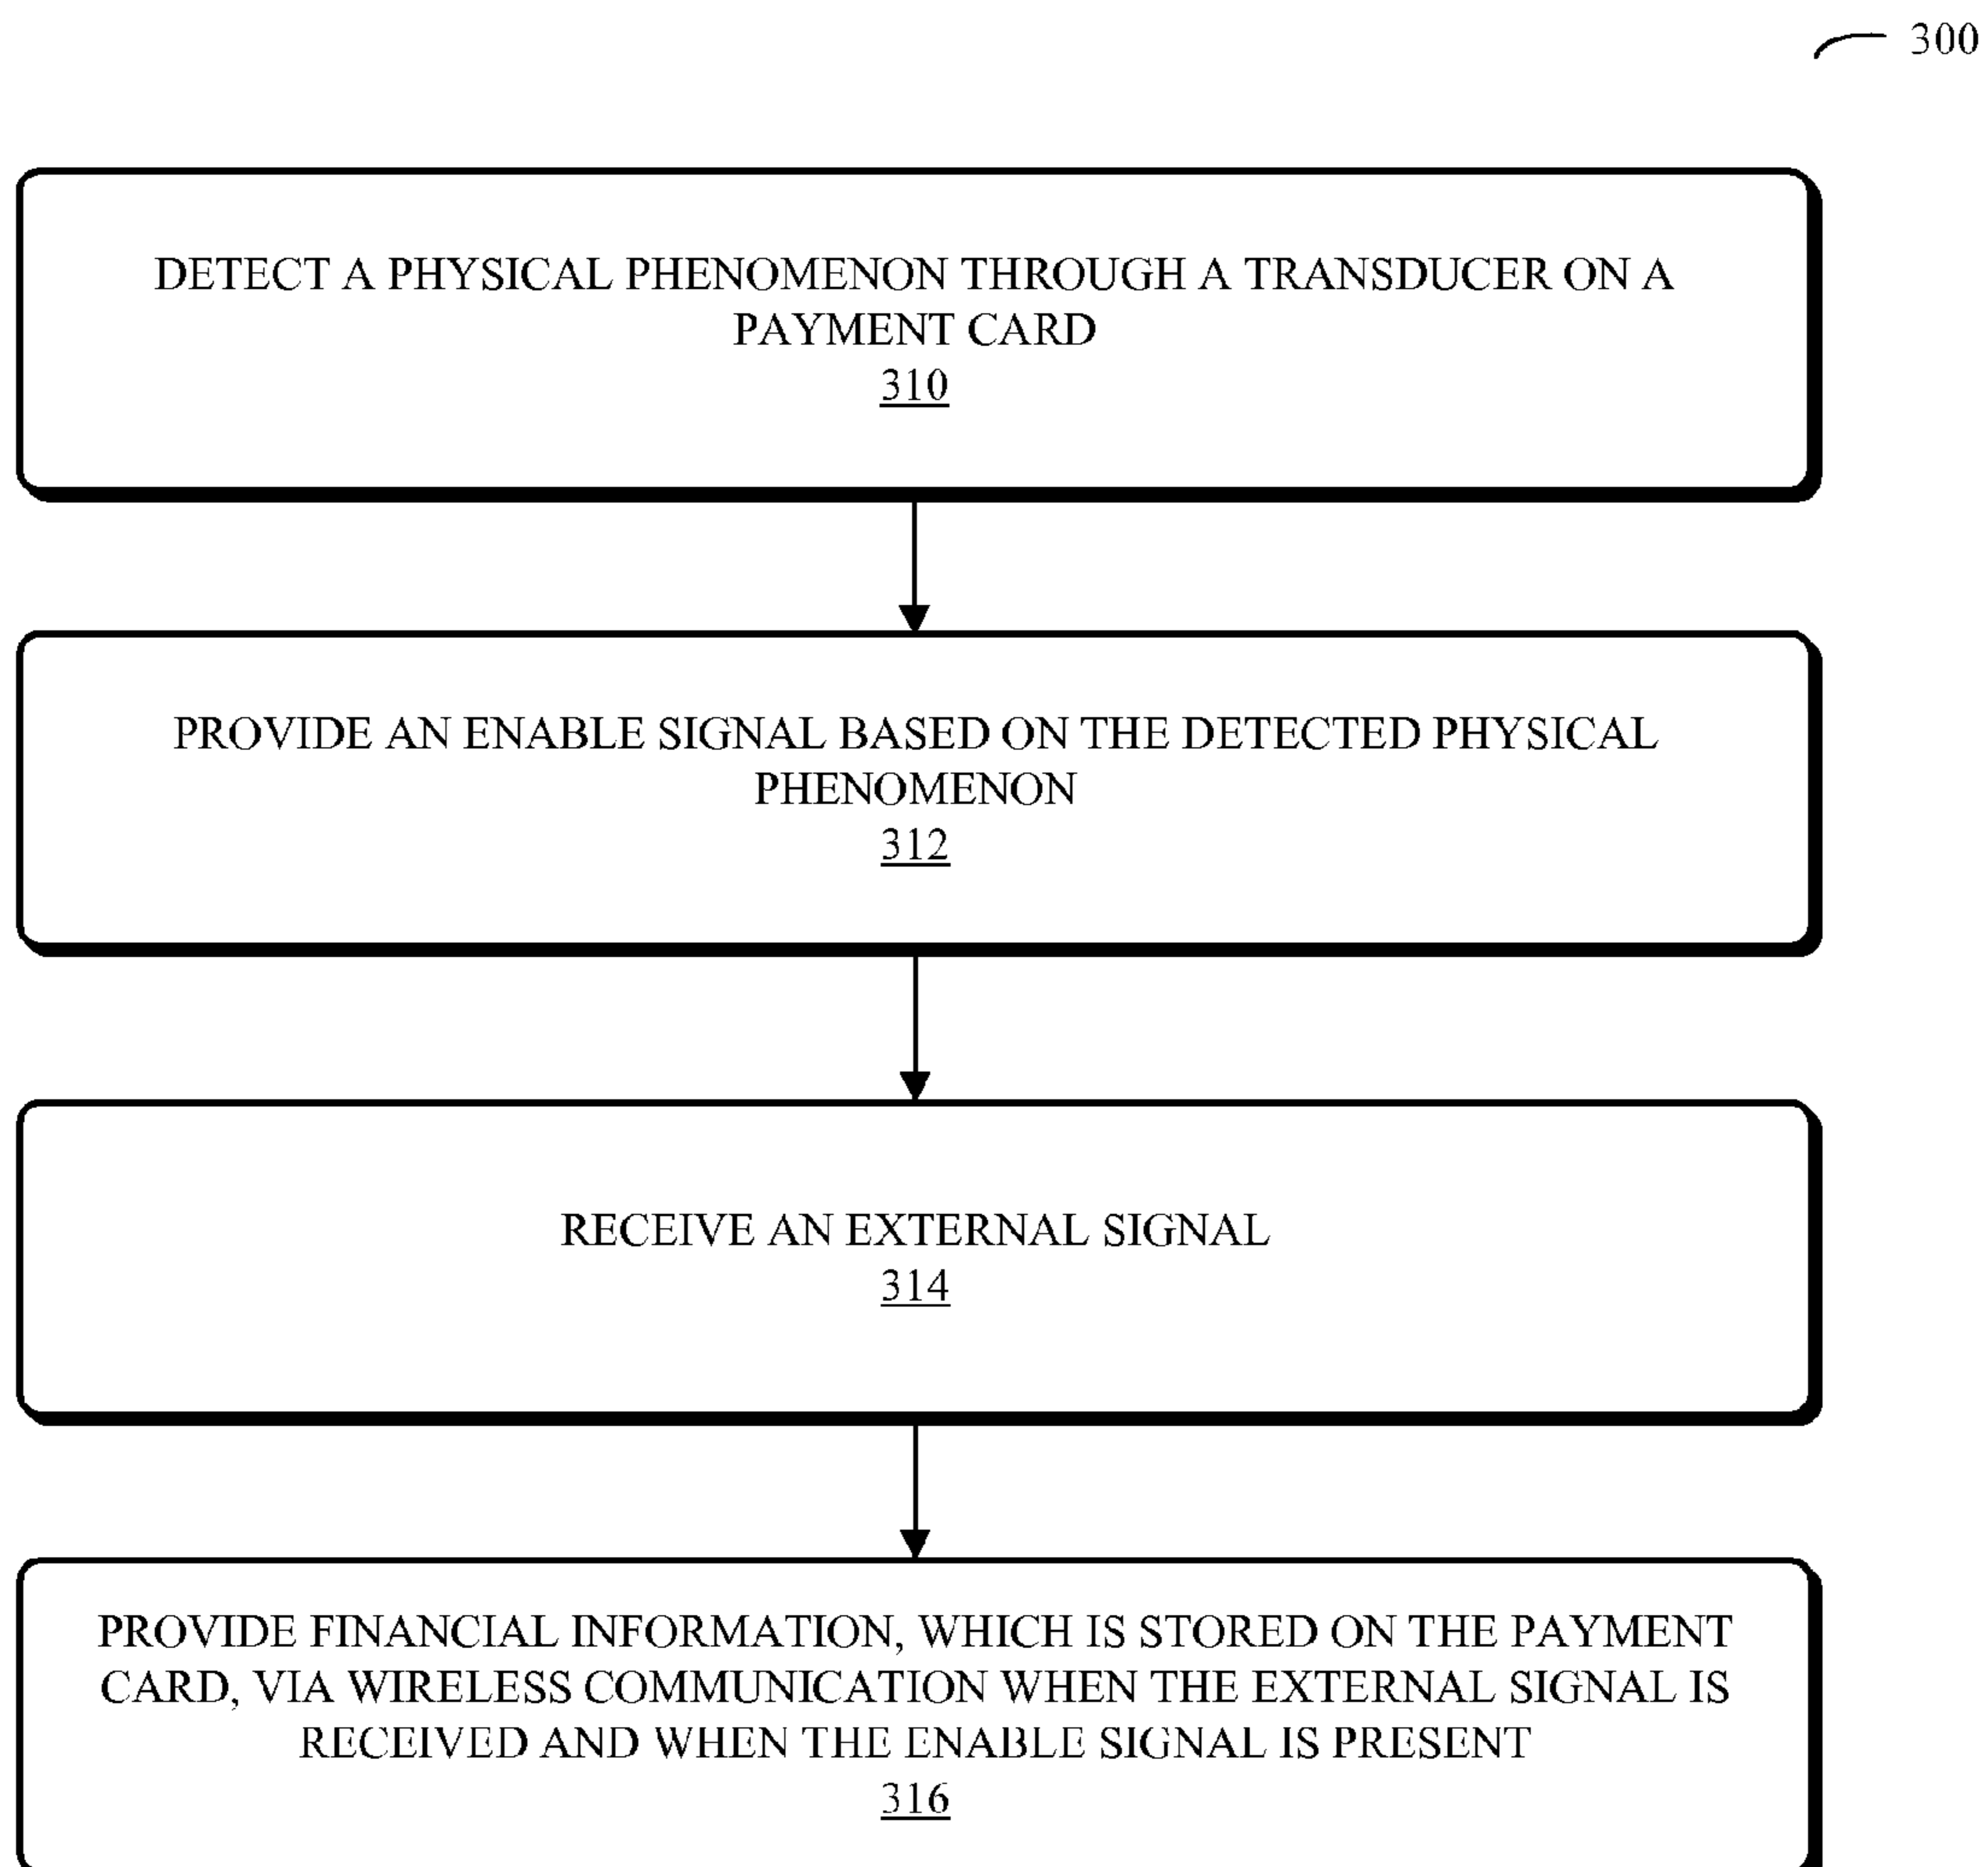 300
DETECT A PHYSICAL PHENOMENON THROUGH A TRANSDUCER ON A
PAYMENT CARD
310
PROVIDE AN ENABLE SIGNAL BASED ON THE DETECTED PHYSICAL
PHENOMENON
312
RECEIVE AN EXTERNAL SIGNAL
314
PROVIDE FINANCIAL INFORMATION, WHICH IS STORED ON THE PAYMENT
CARD, VIA WIRELESS COMMUNICATION WHEN THE EXTERNAL SIGNAL IS
RECEIVED AND WHEN THE ENABLE SIGNAL IS PRESENT
316